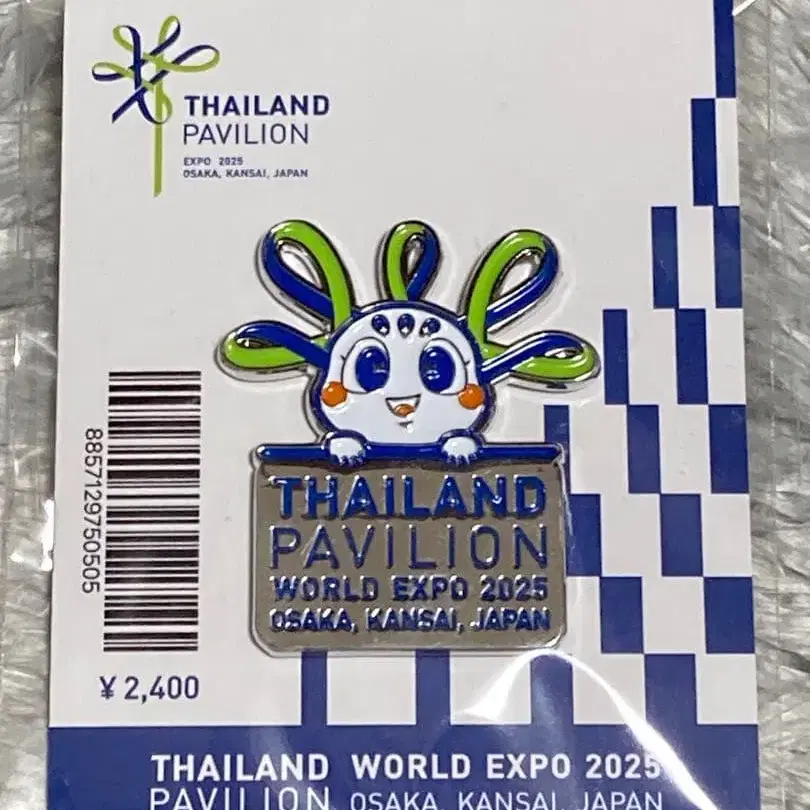 THAILAND
PAVILION
EXPO 2025
OSAKA, KANSAI, JAPAN
THAILAND
PAVILION
WORLD EXPO 2025
OSAKA, KANSAI, JAPAN
8857129750505
¥ 2,400
THAILAND WORLD EXPO 2025
PAVILION OSAKA, KANSAI, JAPAN